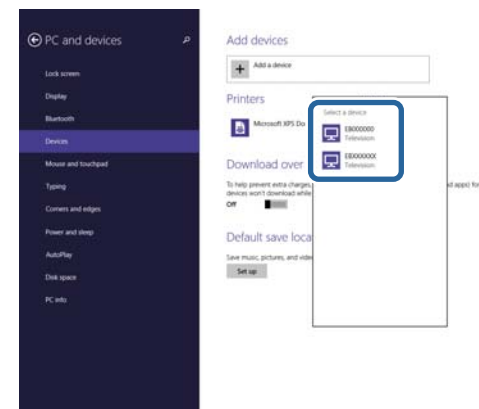 PC and devices
Lock screen
Display
Bluetooth
Devices
Mouse and touchpad
Typing
Corners and edges
Power and sleep
AutoPlay
Disk space
PC info
Add devices
Add a device
Printers
Microsoft XPS Do
Download over
To help prevent extra charges,
devices won't download while
d apps) for
Off
Default save loca
Save music, pictures, and vide
Set up
Select a device
EB000000
Television
EBXXXXXX
Television